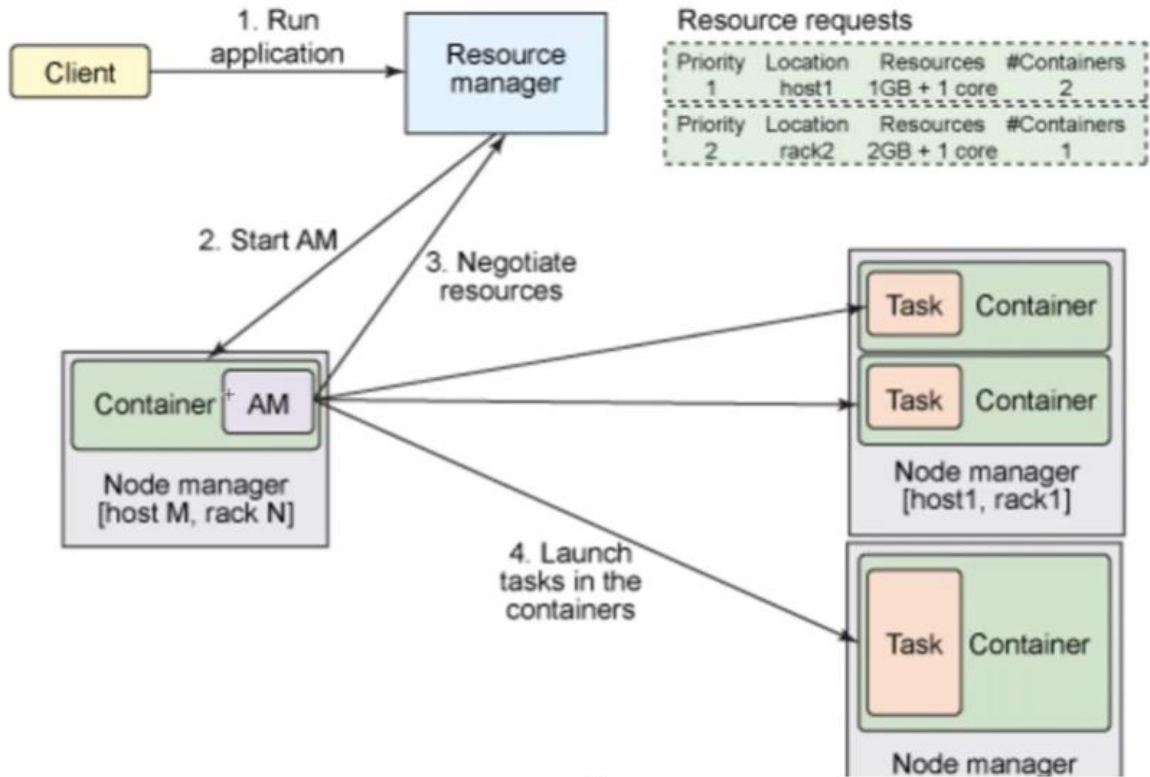 1. Run
application
Client
Resource
manager
Resource requests
Priority Location Resources #Containers
1 host1 1GB + 1 core 2
Priority Location Resources #Containers
2 rack2 2GB + 1 core 1
2. Start AM
3. Negotiate
resources
Container AM
Node manager
[host M, rack N]
Task Container
Task Container
Node manager
[host1, rack1]
4. Launch
tasks in the
containers
Task Container
Node manager